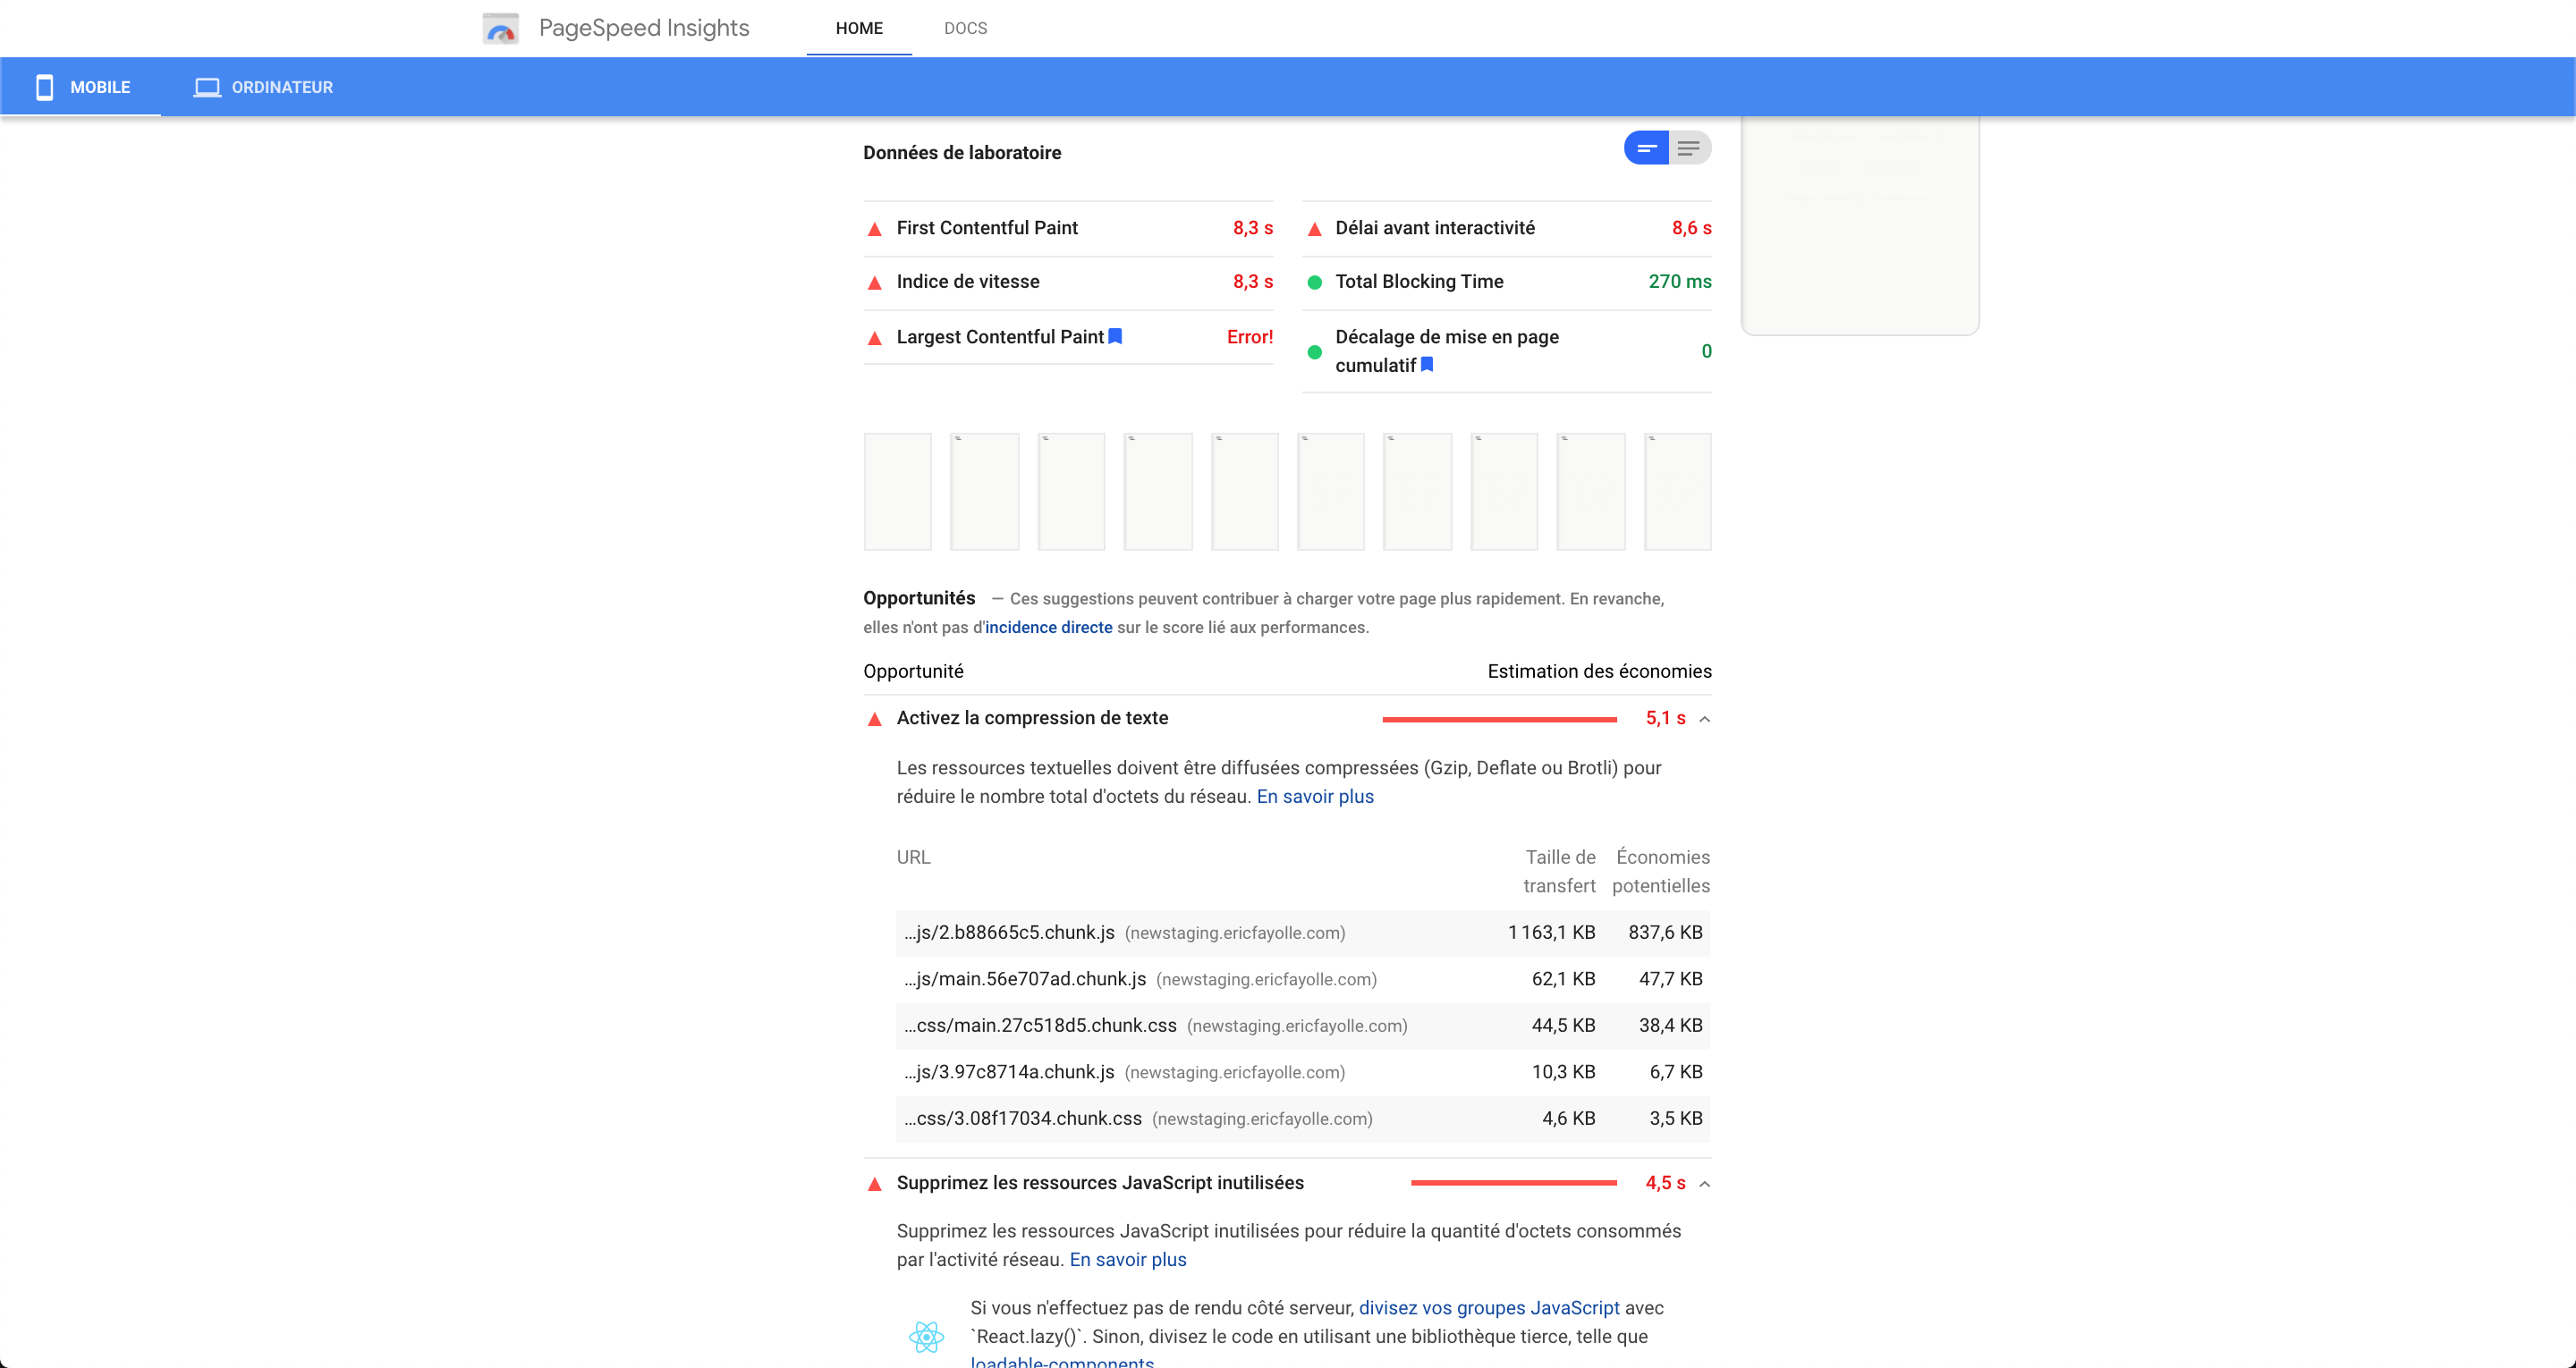 PageSpeed Insights
HOME
DOCS
MOBILE
ORDINATEUR
Données de laboratoire
First Contentful Paint 8,3 s
Indice de vitesse 8,3 s
Largest Contentful Paint Error!
Délai avant interactivité 8,6 s
Total Blocking Time 270 ms
Décalage de mise en page
cumulatif 0
Opportunités — Ces suggestions peuvent contribuer à charger votre page plus rapidement. En revanche,
elles n'ont pas d'incidence directe sur le score lié aux performances.
Opportunité Estimation des économies
Activez la compression de texte 5,1 s
Les ressources textuelles doivent être diffusées compressées (Gzip, Deflate ou Brotli) pour
réduire le nombre total d'octets du réseau. En savoir plus
URL Taille de transfert Économies potentielles
…js/2.b88665c5.chunk.js (newstaging.ericfayolle.com) 1 163,1 KB 837,6 KB
…js/main.56e707ad.chunk.js (newstaging.ericfayolle.com) 62,1 KB 47,7 KB
…css/main.27c518d5.chunk.css (newstaging.ericfayolle.com) 44,5 KB 38,4 KB
…js/3.97c8714a.chunk.js (newstaging.ericfayolle.com) 10,3 KB 6,7 KB
…css/3.08f17034.chunk.css (newstaging.ericfayolle.com) 4,6 KB 3,5 KB
Supprimez les ressources JavaScript inutilisées 4,5 s
Supprimez les ressources JavaScript inutilisées pour réduire la quantité d'octets consommés
par l'activité réseau. En savoir plus
Si vous n'effectuez pas de rendu côté serveur, divisez vos groupes JavaScript avec
`React.lazy()`. Sinon, divisez le code en utilisant une bibliothèque tierce, telle que
loadable-components